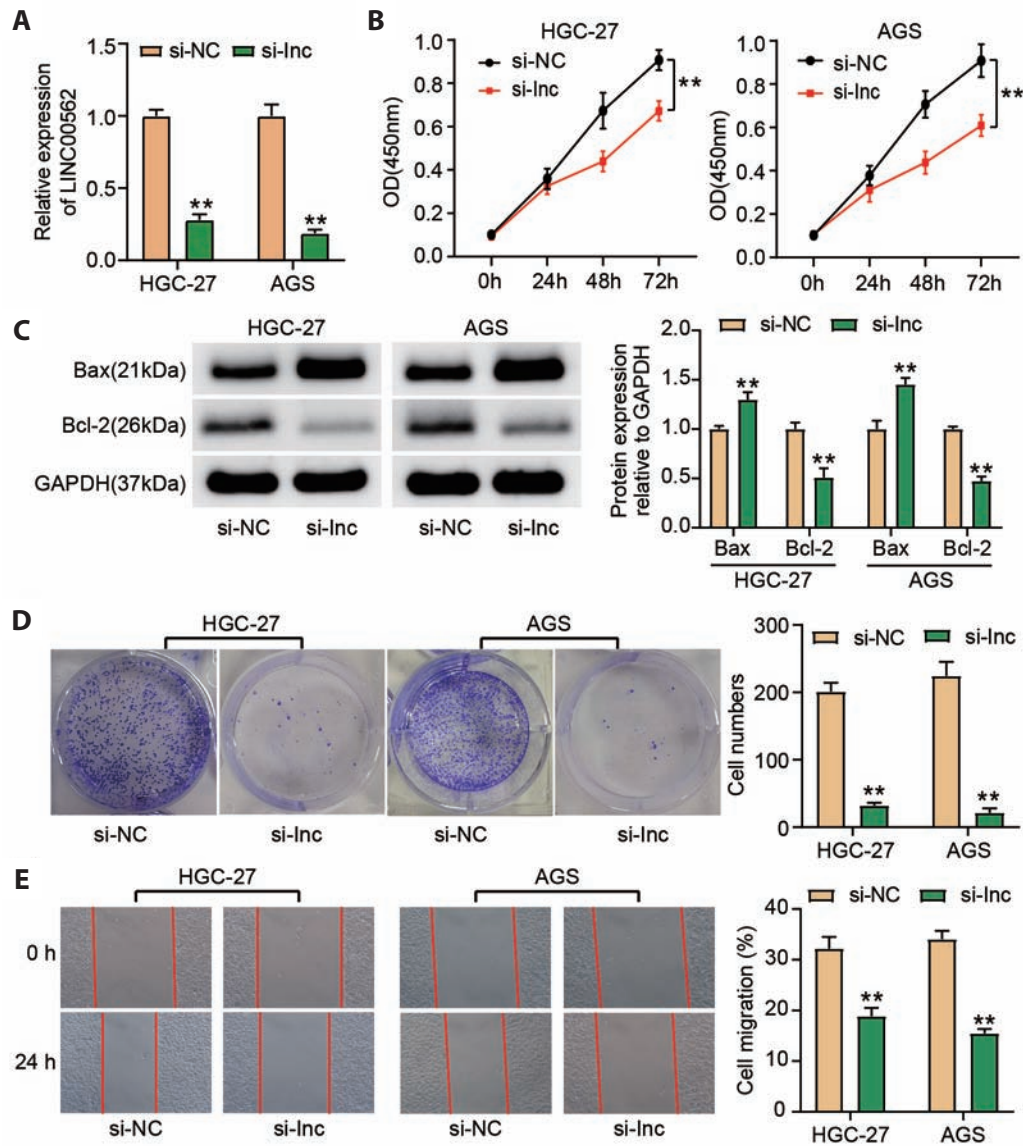 A
Relative expression
of LINC00562
1.5
1.0
0.5
0.0
si-NC si-lnc
**
**
HGC-27 AGS
B
HGC-27
OD(450nm)
1.0
0.8
0.6
0.4
0.2
0.0
si-NC
si-lnc
**
0h 24h 48h 72h
AGS
OD(450nm)
1.0
0.8
0.6
0.4
0.2
0.0
si-NC
si-lnc
**
0h 24h 48h 72h
C
HGC-27 AGS
Bax(21kDa)
Bcl-2(26kDa)
GAPDH(37kDa)
si-NC si-lnc si-NC si-lnc
Protein expression
relative to GAPDH
2.0
1.5
1.0
0.5
0.0
si-NC si-lnc
**
**
**
**
Bax Bcl-2 Bax Bcl-2
HGC-27 AGS
D
HGC-27 AGS
si-NC si-lnc si-NC si-lnc
Cell numbers
300
200
100
0
si-NC si-lnc
**
**
HGC-27 AGS
E
HGC-27 AGS
0 h
24 h
si-NC si-lnc si-NC si-lnc
Cell migration (%)
40
30
20
10
0
si-NC si-lnc
**
**
HGC-27 AGS